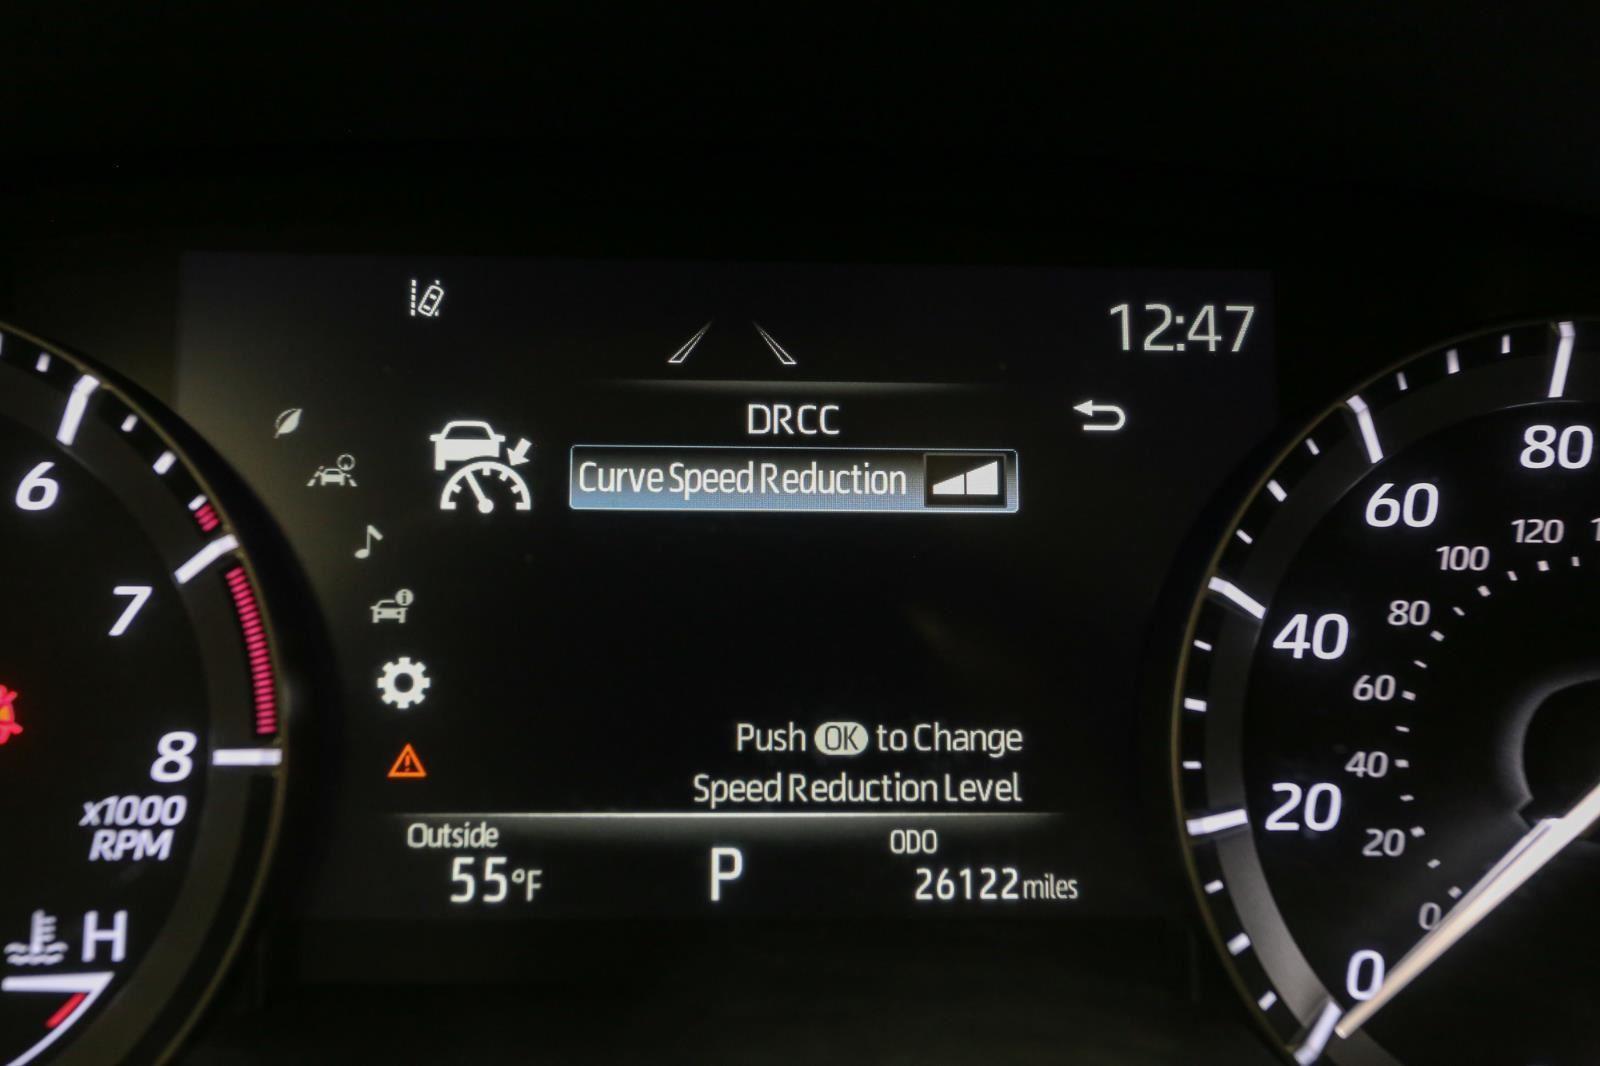 12:47
DRCC
Curve Speed Reduction
Push OK to Change
Speed Reduction Level
Outside
55°F
P
ODO
26122 miles
6
7
8
x1000
RPM
H
80
60
40
20
0
120
100
80
60
40
20
0